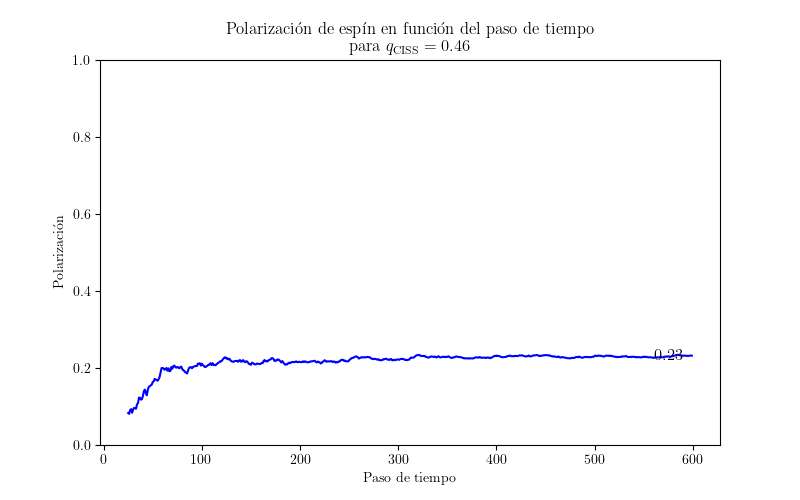 Polarización de espín en función del paso de tiempo
para q_CISS = 0.46
1.0
0.8
0.6
0.4
0.2
0.0
Polarización
0.23
0 100 200 300 400 500 600
Paso de tiempo